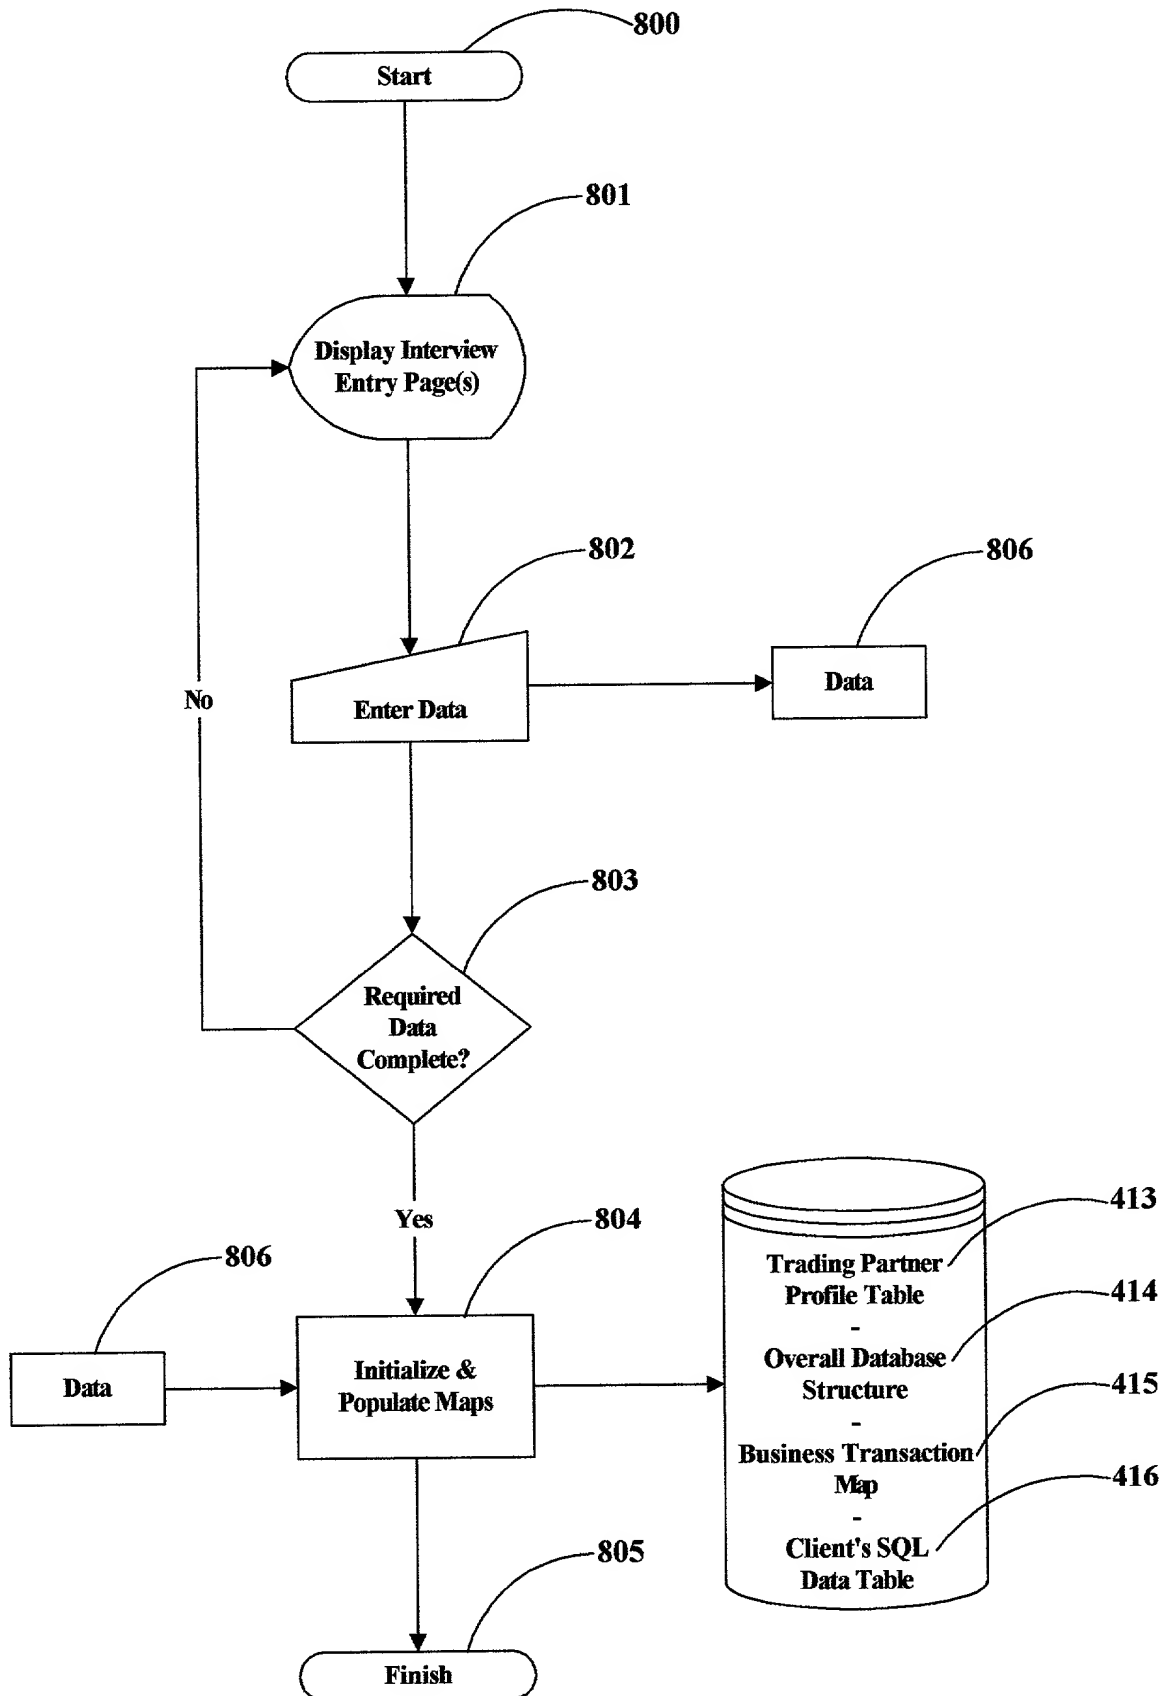 800
Start
801
Display Interview
Entry Page(s)
802
806
Enter Data
Data
No
803
Required
Data
Complete?
Yes
804
806
Data
Initialize &
Populate Maps
413
Trading Partner
Profile Table
-
414
Overall Database
Structure
-
415
Business Transaction
Map
-
416
Client's SQL
Data Table
805
Finish